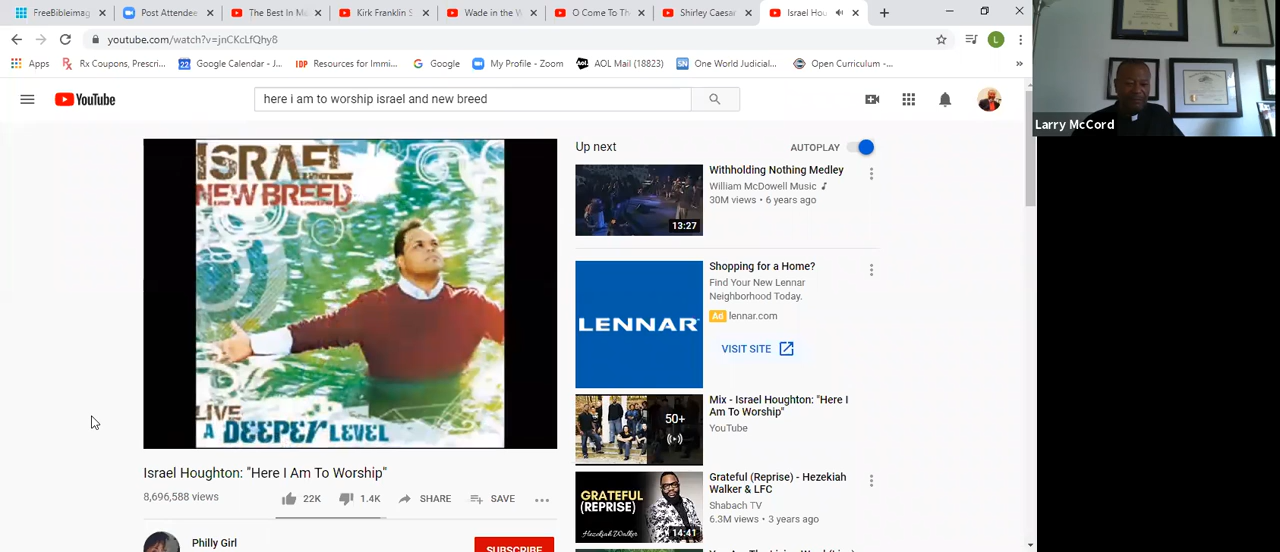 FreeBibleimag
Post Attendee
The Best In Mu
Kirk Franklin S
Wade in the W
O Come To Th
Shirley Caesar
Israel Hou
youtube.com/watch?v=jnCKcLfQhy8
Apps
Rx Coupons, Prescri...
Google Calendar - J...
Resources for Immi...
Google
My Profile - Zoom
AOL Mail (18823)
One World Judicial...
Open Curriculum -...
YouTube
here i am to worship israel and new breed
Larry McCord
ISRAEL
NEW BREED
LIVE
A DEEPER LEVEL
Israel Houghton: "Here I Am To Worship"
8,696,588 views
22K
1.4K
SHARE
SAVE
Philly Girl
SUBSCRIBE
Up next
AUTOPLAY
Withholding Nothing Medley
William McDowell Music
30M views • 6 years ago
13:27
Shopping for a Home?
Find Your New Lennar
Neighborhood Today.
Ad lennar.com
LENNAR
VISIT SITE
Mix - Israel Houghton: "Here I
Am To Worship"
YouTube
50+
Grateful (Reprise) - Hezekiah
Walker & LFC
Shabach TV
6.3M views • 3 years ago
GRATEFUL
(REPRISE)
Hezekiah Walker
14:41